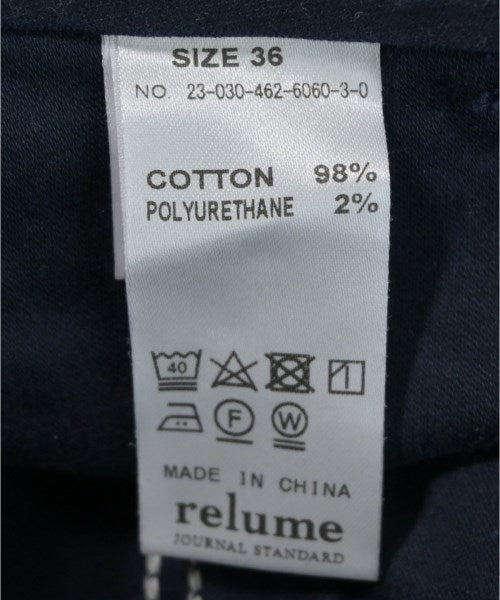 SIZE 36
NO. 23-030-462-6060-3-0
COTTON 98%
POLYURETHANE 2%
40
F W
MADE IN CHINA
relume
JOURNAL STANDARD